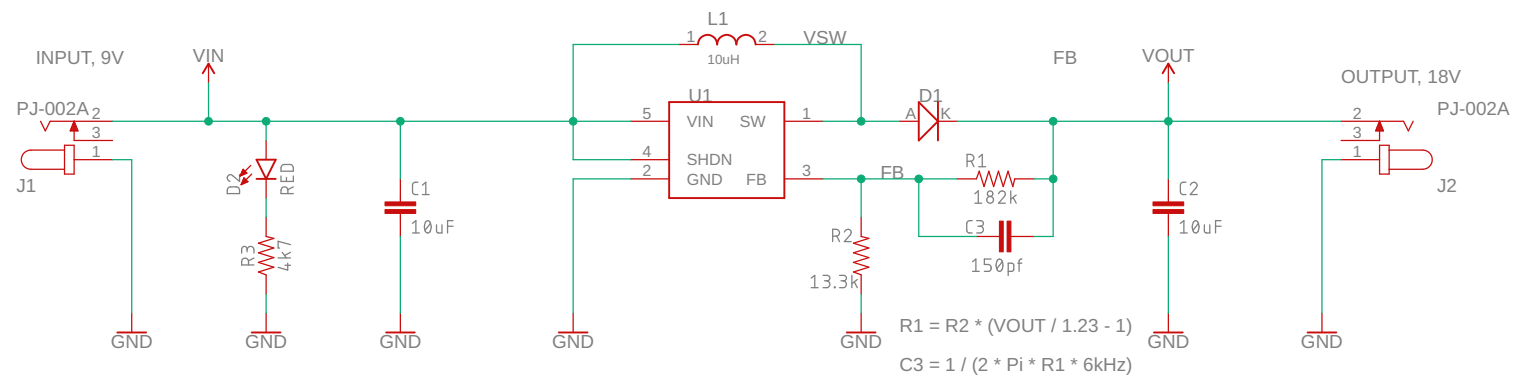 L1
1 2 VSW
10uH
INPUT, 9V
VIN
FB
VOUT
OUTPUT, 18V
PJ-002A
2
3
1
J1
U1
5 VIN SW 1
4 SHDN
2 GND FB 3
D1
A K
FB
R1
182k
C3
150pf
R2
13.3k
D2
RED
R3
4k7
C1
10uF
C2
10uF
2
3
1
PJ-002A
J2
GND
GND
GND
GND
GND
GND
GND
R1 = R2 * (VOUT / 1.23 - 1)
C3 = 1 / (2 * Pi * R1 * 6kHz)